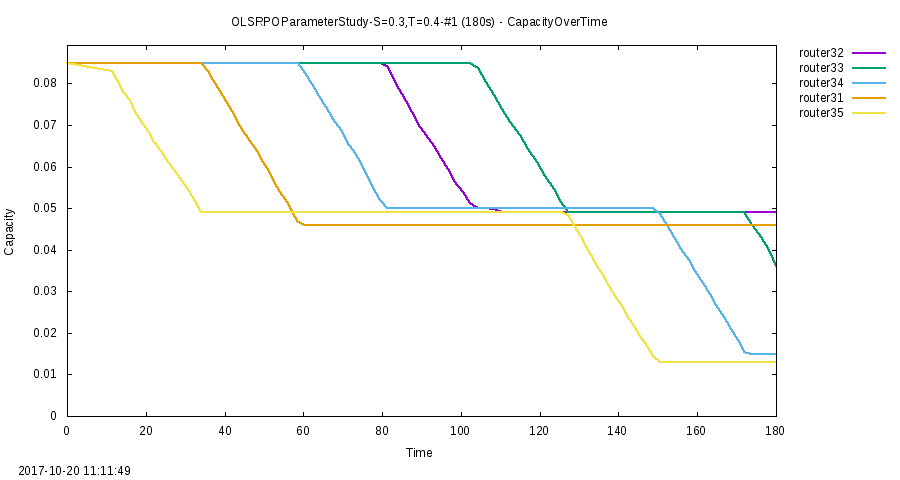 OLSRPOParameterStudy-S=0.3,T=0.4-#1 (180s) - CapacityOverTime
router32
router33
router34
router31
router35
0.08
0.07
0.06
0.05
0.04
0.03
0.02
0.01
0
Capacity
0 20 40 60 80 100 120 140 160 180
Time
2017-10-20 11:11:49